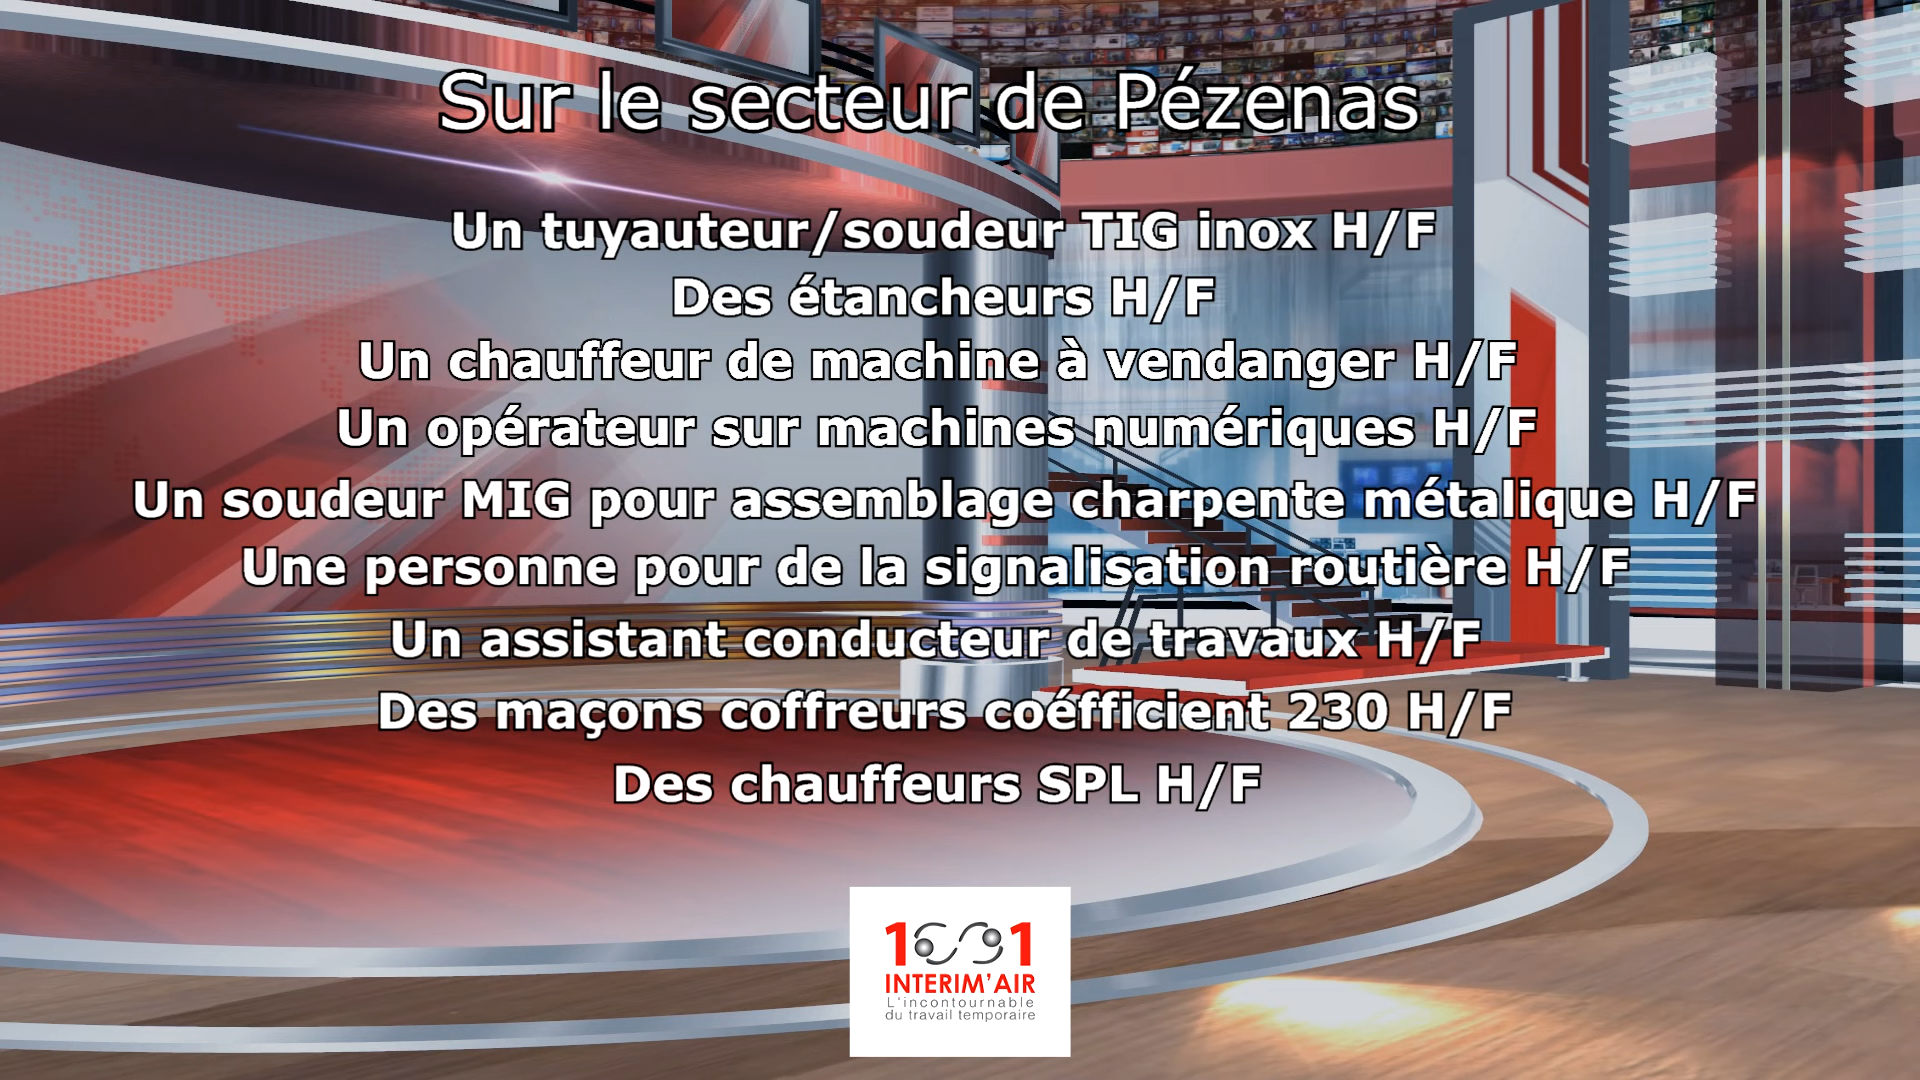 Sur le secteur de Pézenas
Un tuyauteur/soudeur TIG inox H/F
Des étancheurs H/F
Un chauffeur de machine à vendanger H/F
Un opérateur sur machines numériques H/F
Un soudeur MIG pour assemblage charpente métalique H/F
Une personne pour de la signalisation routière H/F
Un assistant conducteur de travaux H/F
Des maçons coffreurs coéfficient 230 H/F
Des chauffeurs SPL H/F
1001
INTERIM'AIR
L'incontournable
du travail temporaire